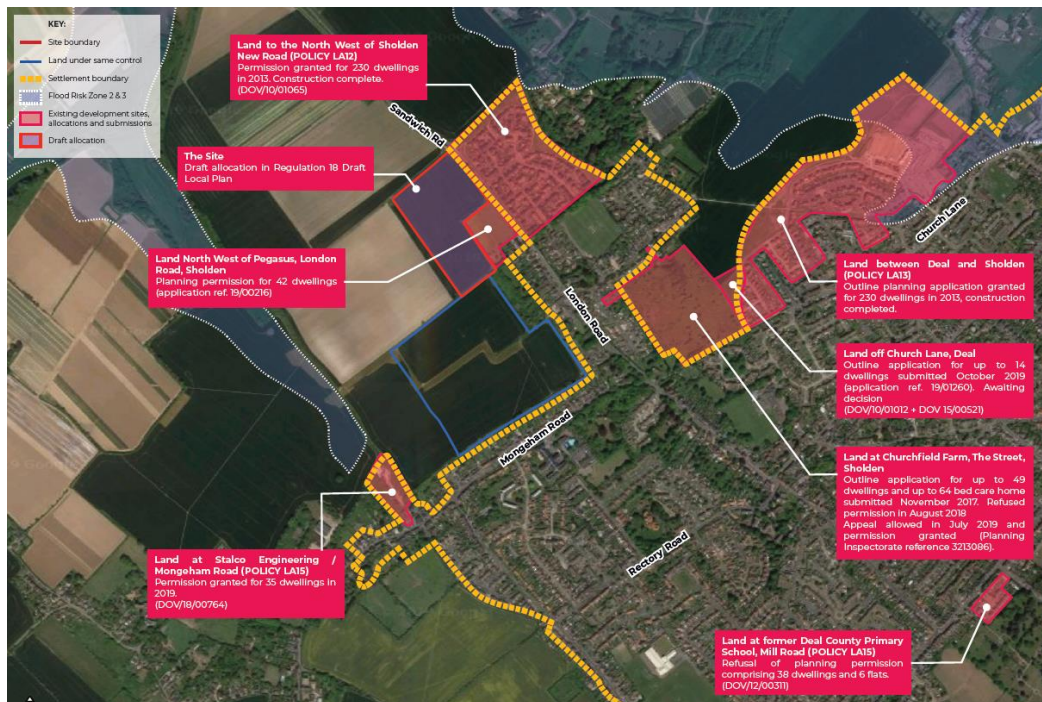 KEY:
Site boundary
Land under same control
Settlement boundary
Flood Risk Zone 2 & 3
Existing development sites,
allocations and submissions
Draft allocation
Land to the North West of Sholden
New Road (POLICY LA12)
Permission granted for 230 dwellings
in 2013. Construction complete.
(DOV/10/01065)
Sandwich Rd
The Site
Draft allocation in Regulation 18 Draft
Local Plan
Land North West of Pegasus, London
Road, Sholden
Planning permission for 42 dwellings
(application ref. 19/00216)
London Road
Church Lane
Land between Deal and Sholden
(POLICY LA13)
Outline planning application granted
for 230 dwellings in 2013, construction
completed.
Land off Church Lane, Deal
Outline application for up to 14
dwellings submitted October 2019
(application ref. 19/01260). Awaiting
decision
(DOV/10/01012 + DOV 15/00521)
Mongeham Road
Land at Churchfield Farm, The Street,
Sholden
Outline application for up to 49
dwellings and up to 64 bed care home
submitted November 2017. Refused
permission in August 2018
Appeal allowed in July 2019 and
permission granted (Planning
Inspectorate reference 3213086).
Rectory Road
Land at Stalco Engineering /
Mongeham Road (POLICY LA15)
Permission granted for 35 dwellings in
2019.
(DOV/18/00764)
Land at former Deal County Primary
School, Mill Road (POLICY LA15)
Refusal of planning permission
comprising 38 dwellings and 6 flats.
(DOV/12/00311)